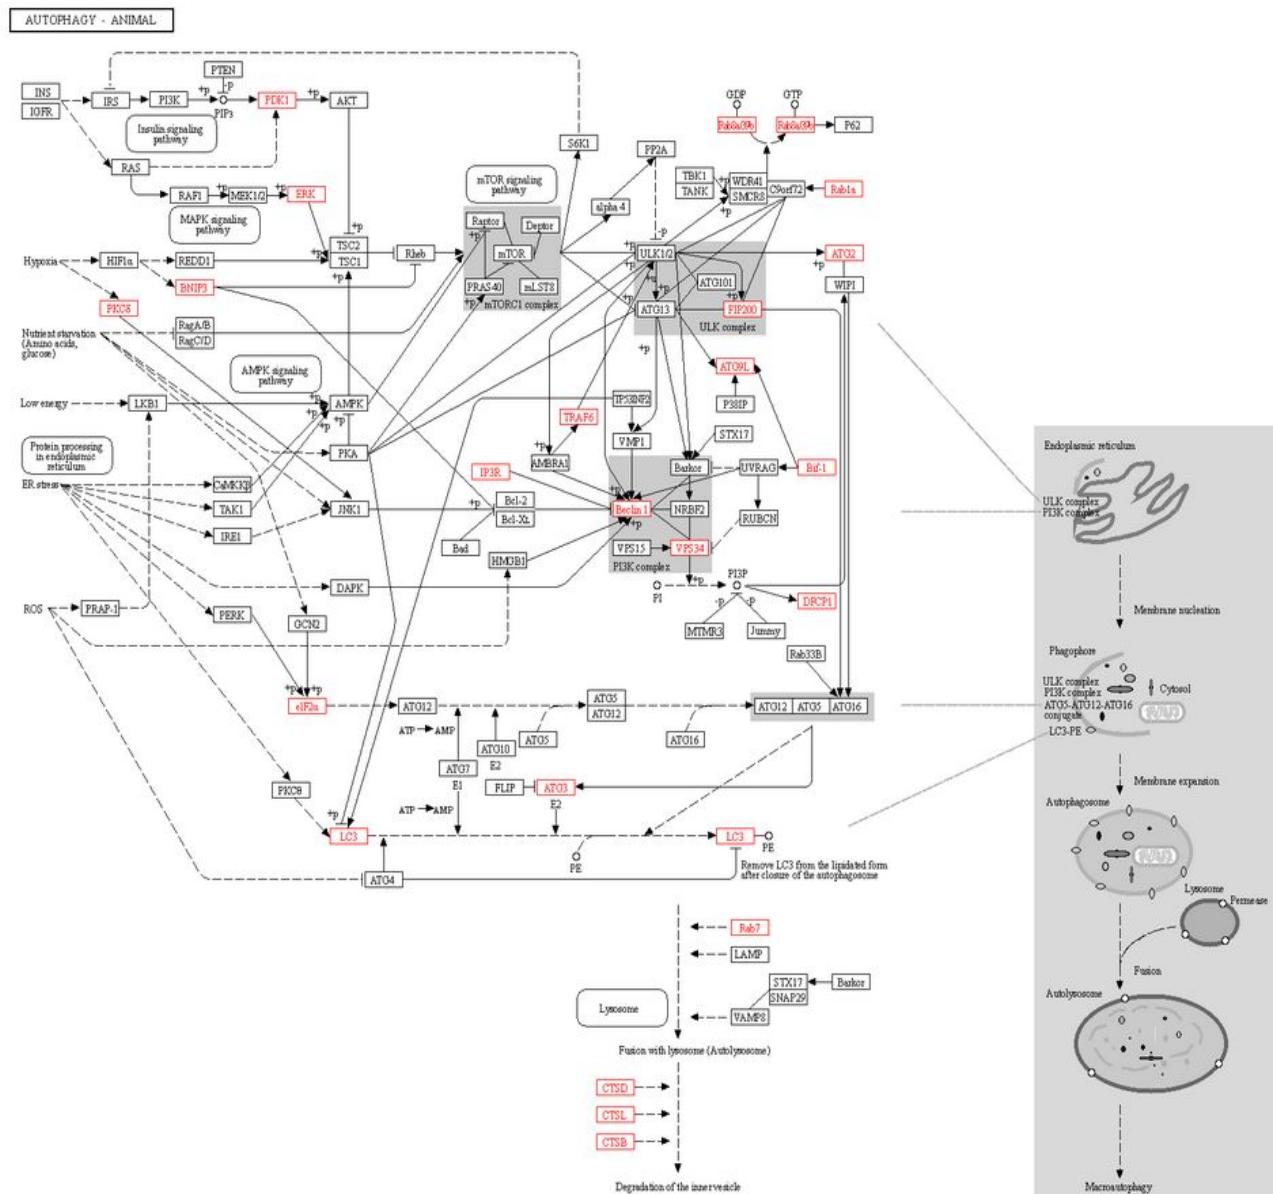 AUTOPHAGY - ANIMAL
INS
IGFR
IRS
PI3K
+p
PTEN
-p
PIP3
PDK1
+p
AKT
Insulin signaling
pathway
RAS
RAF1
+p
MEK1/2
+p
ERK
MAPK signaling
pathway
Hypoxia
HIF1α
REDD1
BNIP3
+p
TSC2
TSC1
+p
+p
Rheb
mTOR signaling
pathway
Raptor
+p
Deptor
mTOR
PRAS40
+p
mLST8
mTORC1 complex
S6K1
PP2A
alpha 4
-p
GDP
GTP
Rab8a/39b
Rab8a/39b
P62
TBK1
TANK
+p
WDR41
SMCR8
+p
C9orf72
Rab1a
+p
+p
ULK1/2
+p
+u
+p
+p
ATG13
ATG101
+p
FIP200
ULK complex
ATG2
+p
WIPI
Nutrient starvation
(Amino acids,
glucose)
RagA/B
RagC/D
AMPK signaling
pathway
Low energy
LKB1
+p
+p
AMPK
+p
PKA
Protein processing
in endoplasmic
reticulum
ER stress
CaMKKβ
TAK1
IRE1
JNK1
+p
Bcl-2
Bcl-XL
Bad
HMGB1
DAPK
ROS
PRAP-1
PERK
GCN2
+p
+p
eIF2α
+p
ATG9L
P38IP
TP53INP2
TRAF6
VMP1
STX17
+p
AMBRA1
IP3R
Barkor
UVRAG
Bif-1
+p
Beclin 1
+p
NRBF2
RUBCN
VPS15
VPS34
PI3K complex
+p
PI
PI3P
-p
-p
MTMR3
Jummy
DFCP1
Rab33B
ATG12
ATG5
ATG12
ATG12
ATG5
ATG16
ATP
AMP
ATG10
E2
ATG5
ATG16
ATG7
E1
FLIP
ATG3
E2
ATP
AMP
+p
LC3
PE
LC3
PE
ATG4
Remove LC3 from the lipidated form
after closure of the autophagosome
Rab7
LAMP
STX17
SNAP29
Barkor
VAMP8
Lysosome
Fusion with lysosome (Autolysosome)
CTSD
CTSL
CTSB
Degradation of the inner vesicle
Endoplasmic reticulum
ULK complex
PI3K complex
Membrane nucleation
Phagophore
ULK complex
PI3K complex
Cytosol
ATG5-ATG12-ATG16
conjugate
LC3-PE
Membrane expansion
Autophagosome
Lysosome
Permease
Fusion
Autolysosome
Macroautophagy